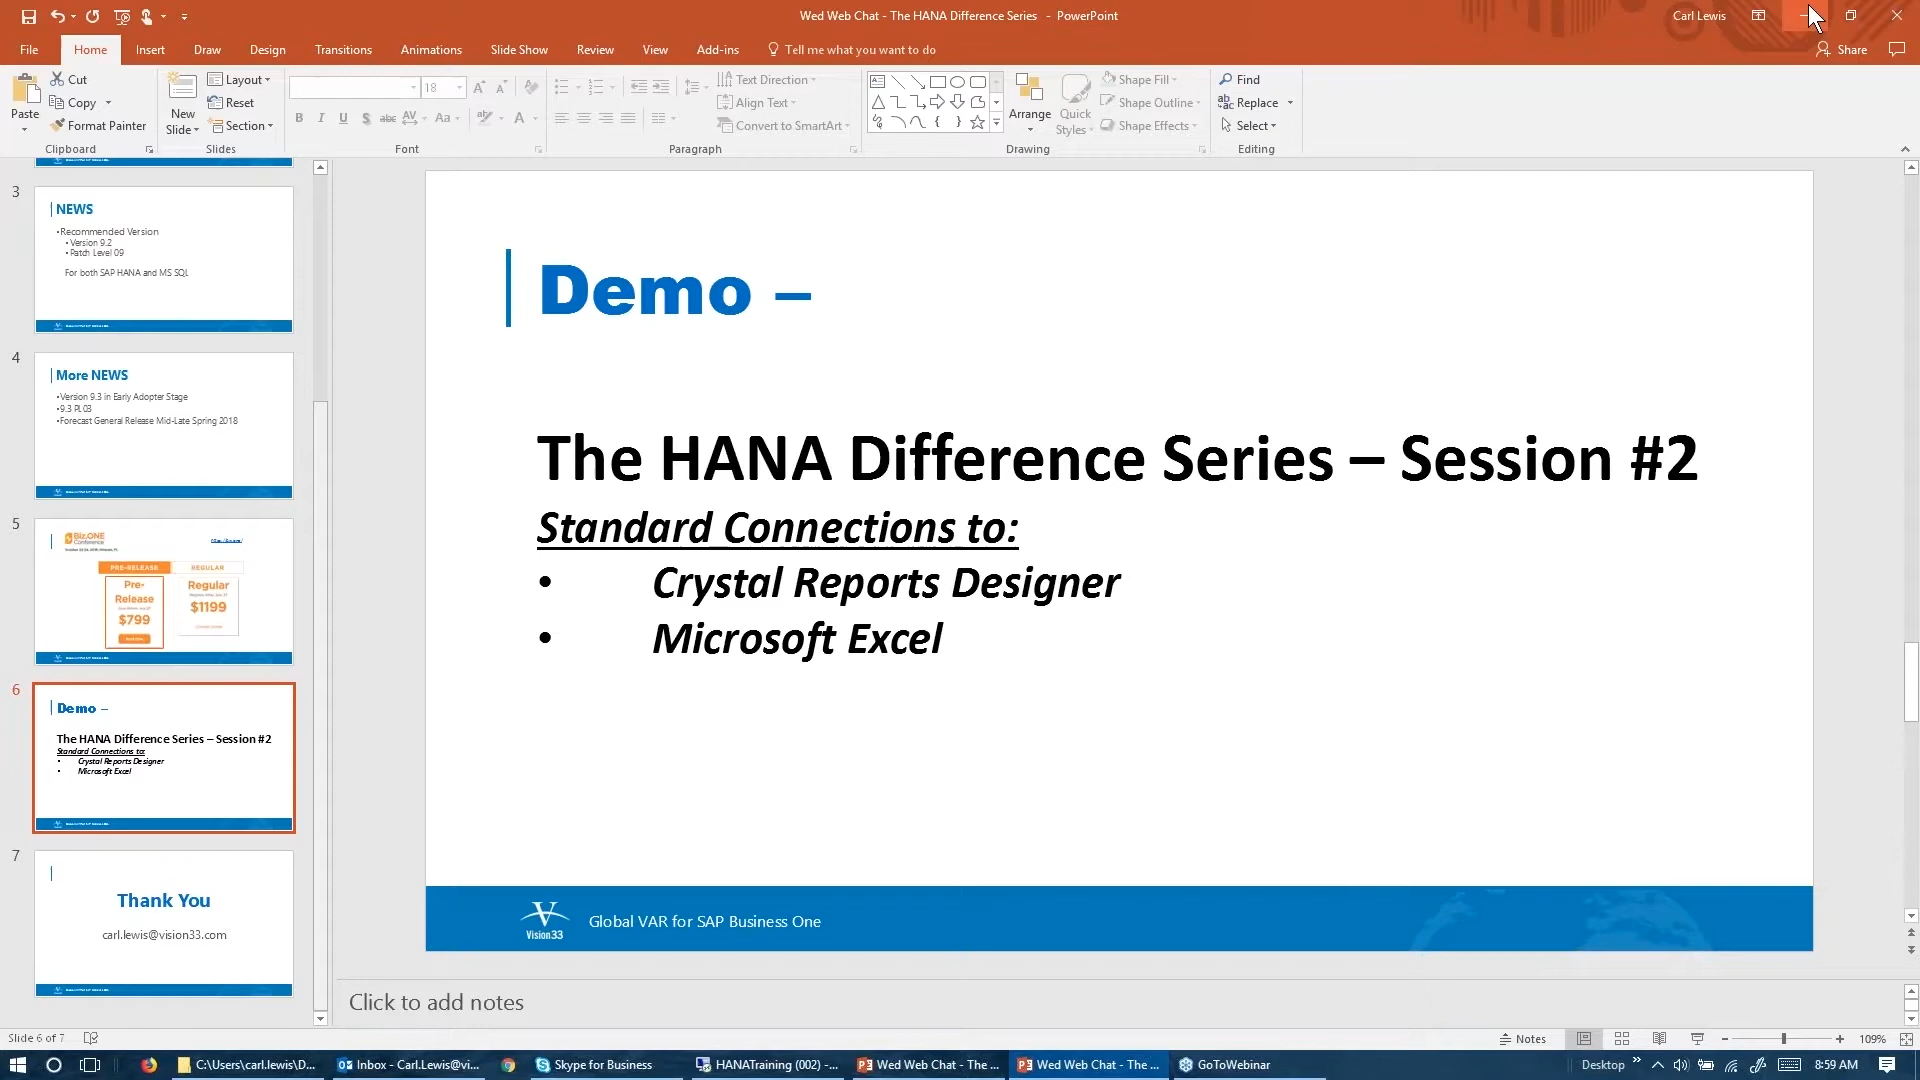 Wed Web Chat - The HANA Difference Series - PowerPoint
Carl Lewis
File Home Insert Draw Design Transitions Animations Slide Show Review View Add-ins Tell me what you want to do
Share
Paste
Cut
Copy
Format Painter
Clipboard
New Slide
Layout
Reset
Section
Slides
18
Font
Text Direction
Align Text
Convert to SmartArt
Paragraph
Arrange
Quick Styles
Shape Fill
Shape Outline
Shape Effects
Drawing
Find
Replace
Select
Editing
3
NEWS
•Recommended Version
• Version 9.2
• Patch Level 09
For both SAP HANA and MS SQL
4
More NEWS
•Version 9.3 in Early Adopter Stage
•9.3 PL 03
•Forecast General Release Mid-Late Spring 2018
5
Biz.ONE
Conference
PRE-RELEASE REGULAR
Pre-
Release
$799
Regular
$1199
6
Demo –
The HANA Difference Series – Session #2
Standard Connections to:
• Crystal Reports Designer
• Microsoft Excel
7
Thank You
carl.lewis@vision33.com
Demo –
The HANA Difference Series – Session #2
Standard Connections to:
• Crystal Reports Designer
• Microsoft Excel
Vision33
Global VAR for SAP Business One
Click to add notes
Slide 6 of 7
Notes
109%
C:\Users\carl.lewis\D...
Inbox - Carl.Lewis@vi...
Skype for Business
HANATraining (002) -...
Wed Web Chat - The ...
Wed Web Chat - The ...
GoToWebinar
Desktop
8:59 AM